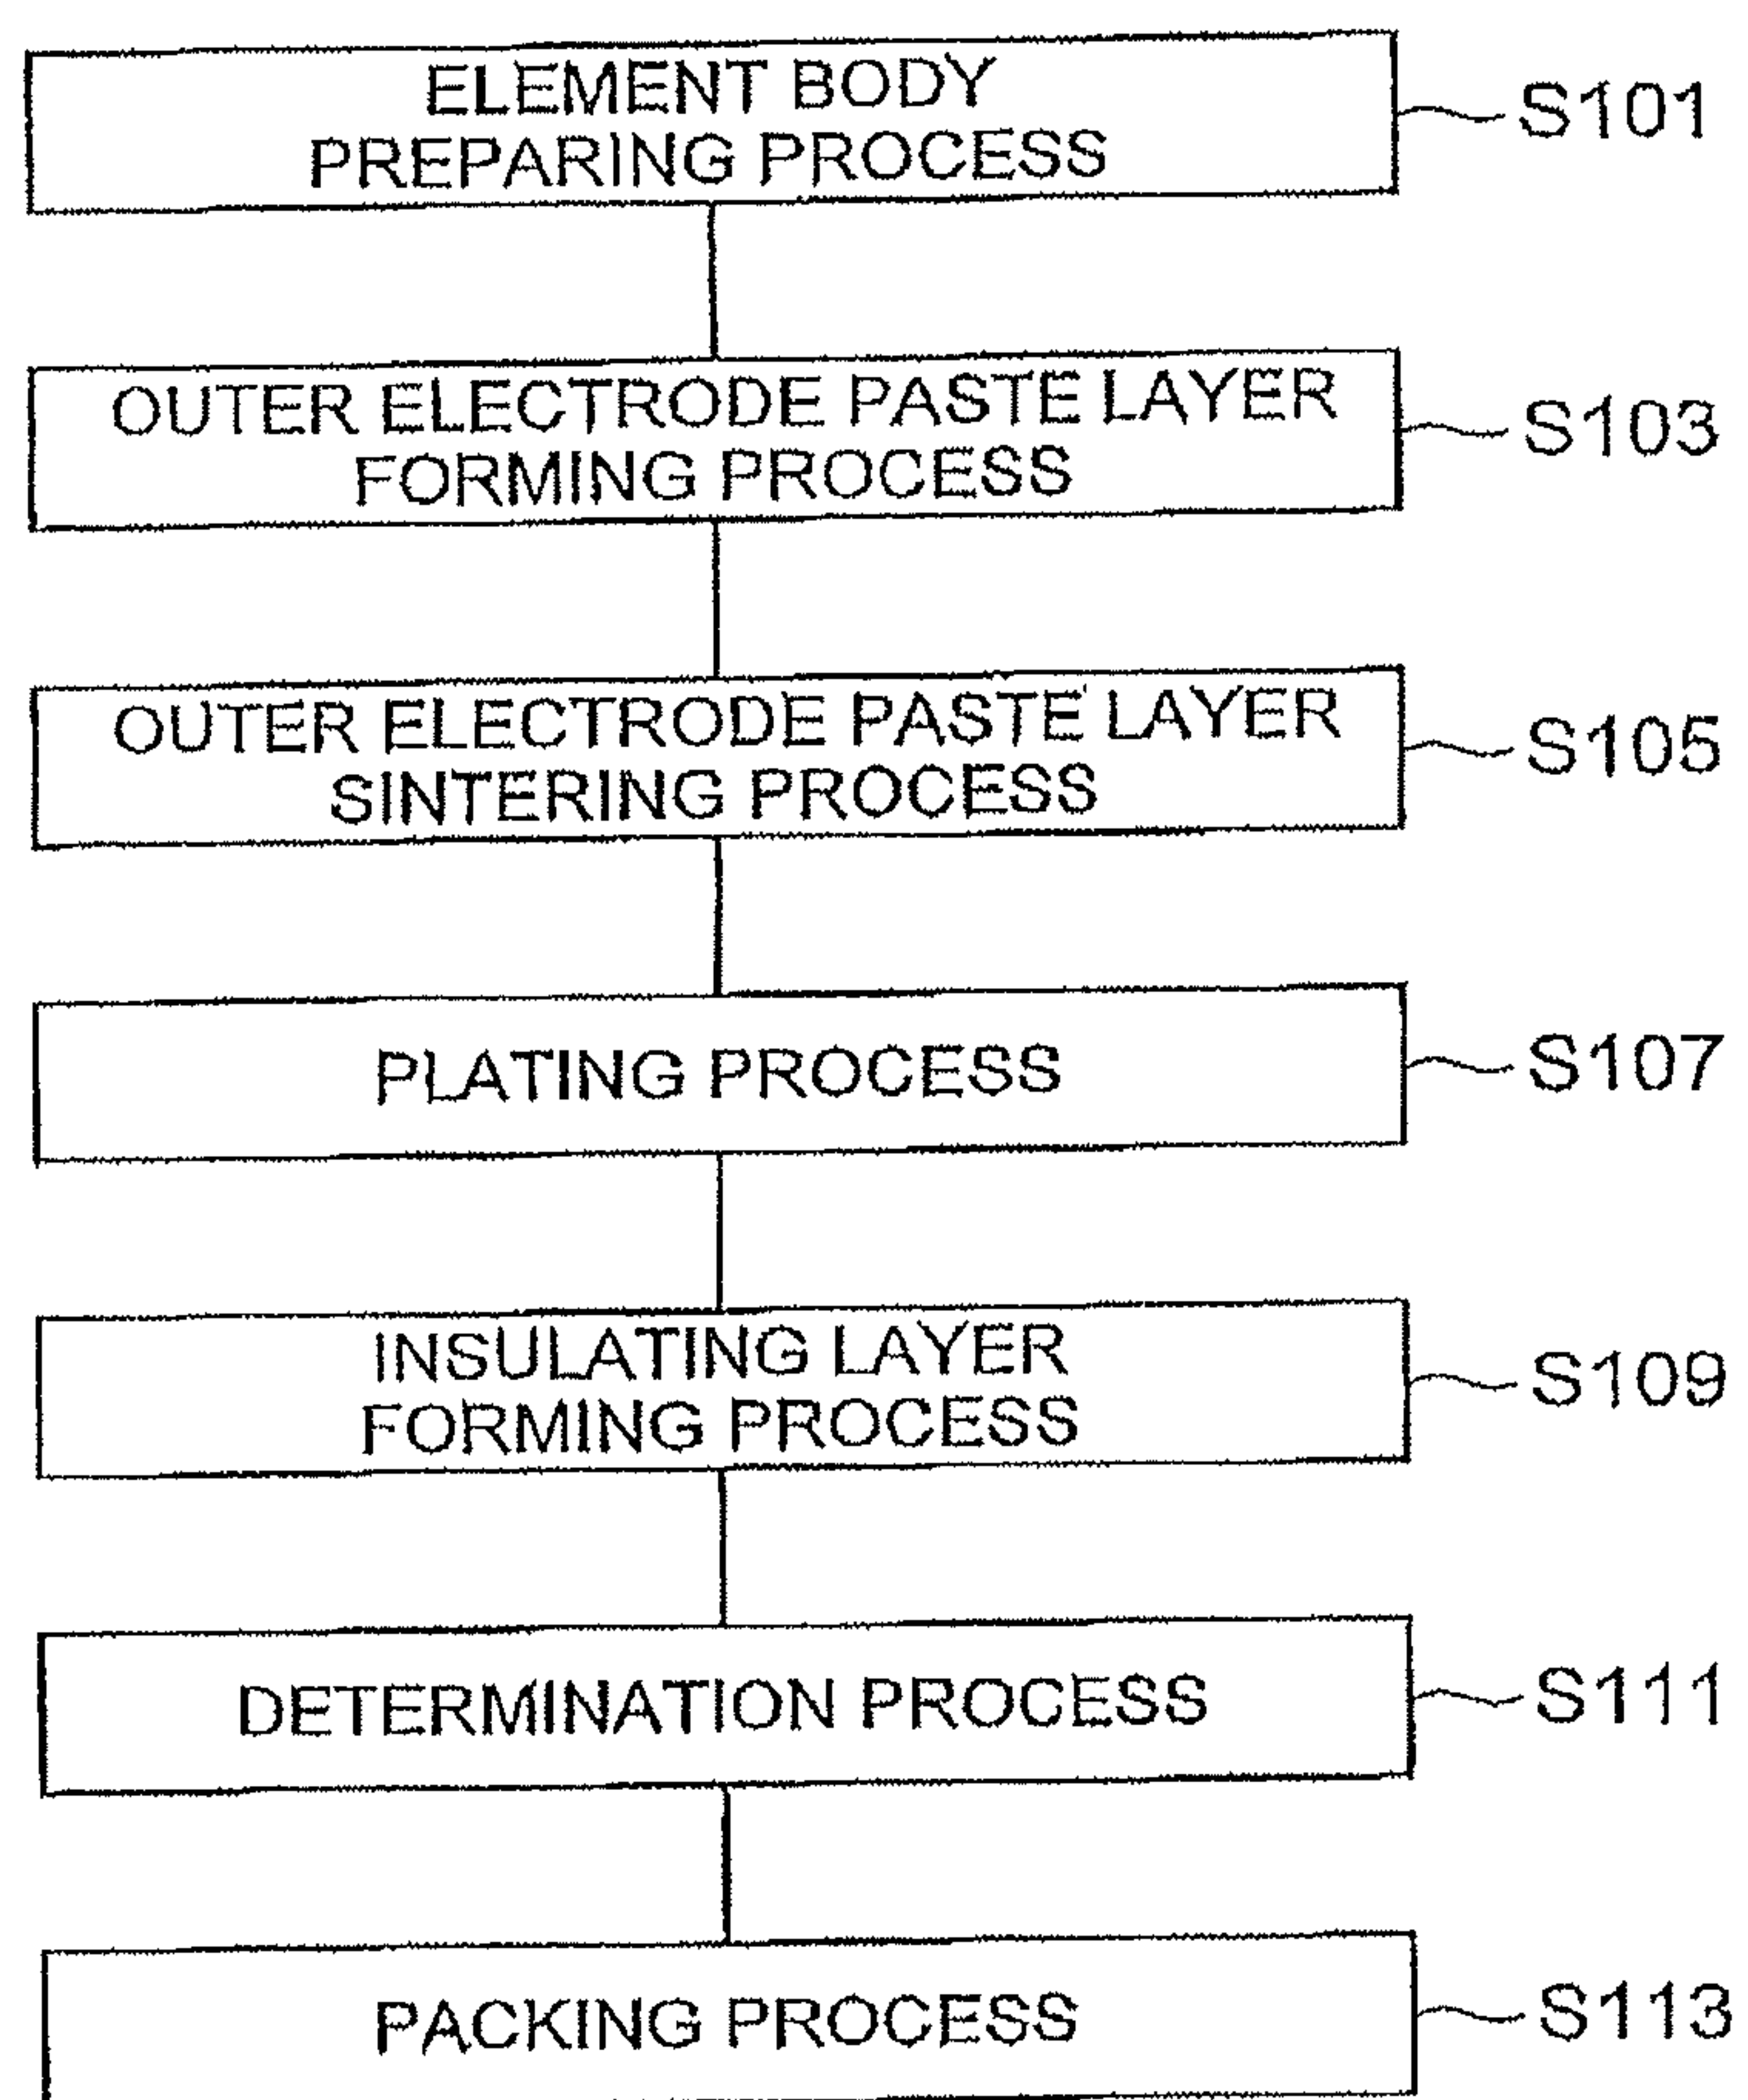 ELEMENT BODY
PREPARING PROCESS
S101
OUTER ELECTRODE PASTE LAYER
FORMING PROCESS
S103
OUTER ELECTRODE PASTE LAYER
SINTERING PROCESS
S105
PLATING PROCESS
S107
INSULATING LAYER
FORMING PROCESS
S109
DETERMINATION PROCESS
S111
PACKING PROCESS
S113